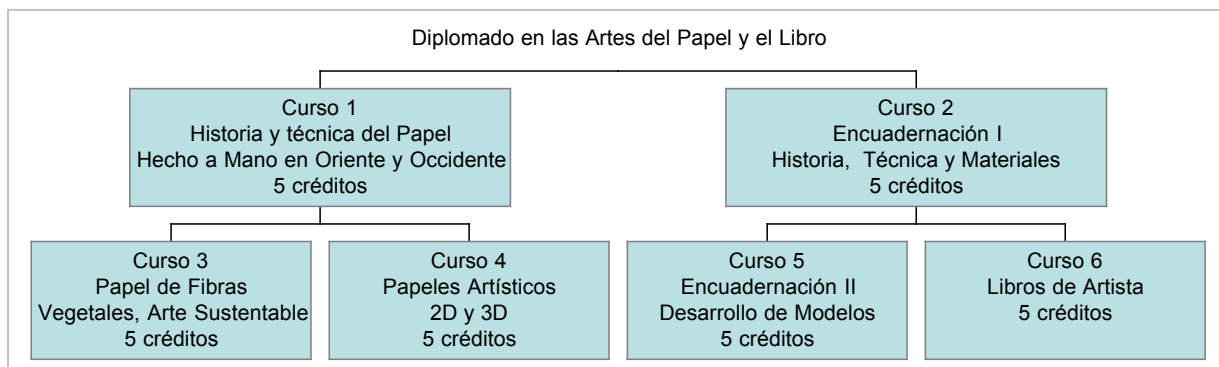 Diplomado en las Artes del Papel y el Libro
Curso 1
Historia y técnica del Papel
Hecho a Mano en Oriente y Occidente
5 créditos
Curso 2
Encuadernación I
Historia, Técnica y Materiales
5 créditos
Curso 3
Papel de Fibras
Vegetales, Arte Sustentable
5 créditos
Curso 4
Papeles Artísticos
2D y 3D
5 créditos
Curso 5
Encuadernación II
Desarrollo de Modelos
5 créditos
Curso 6
Libros de Artista
5 créditos